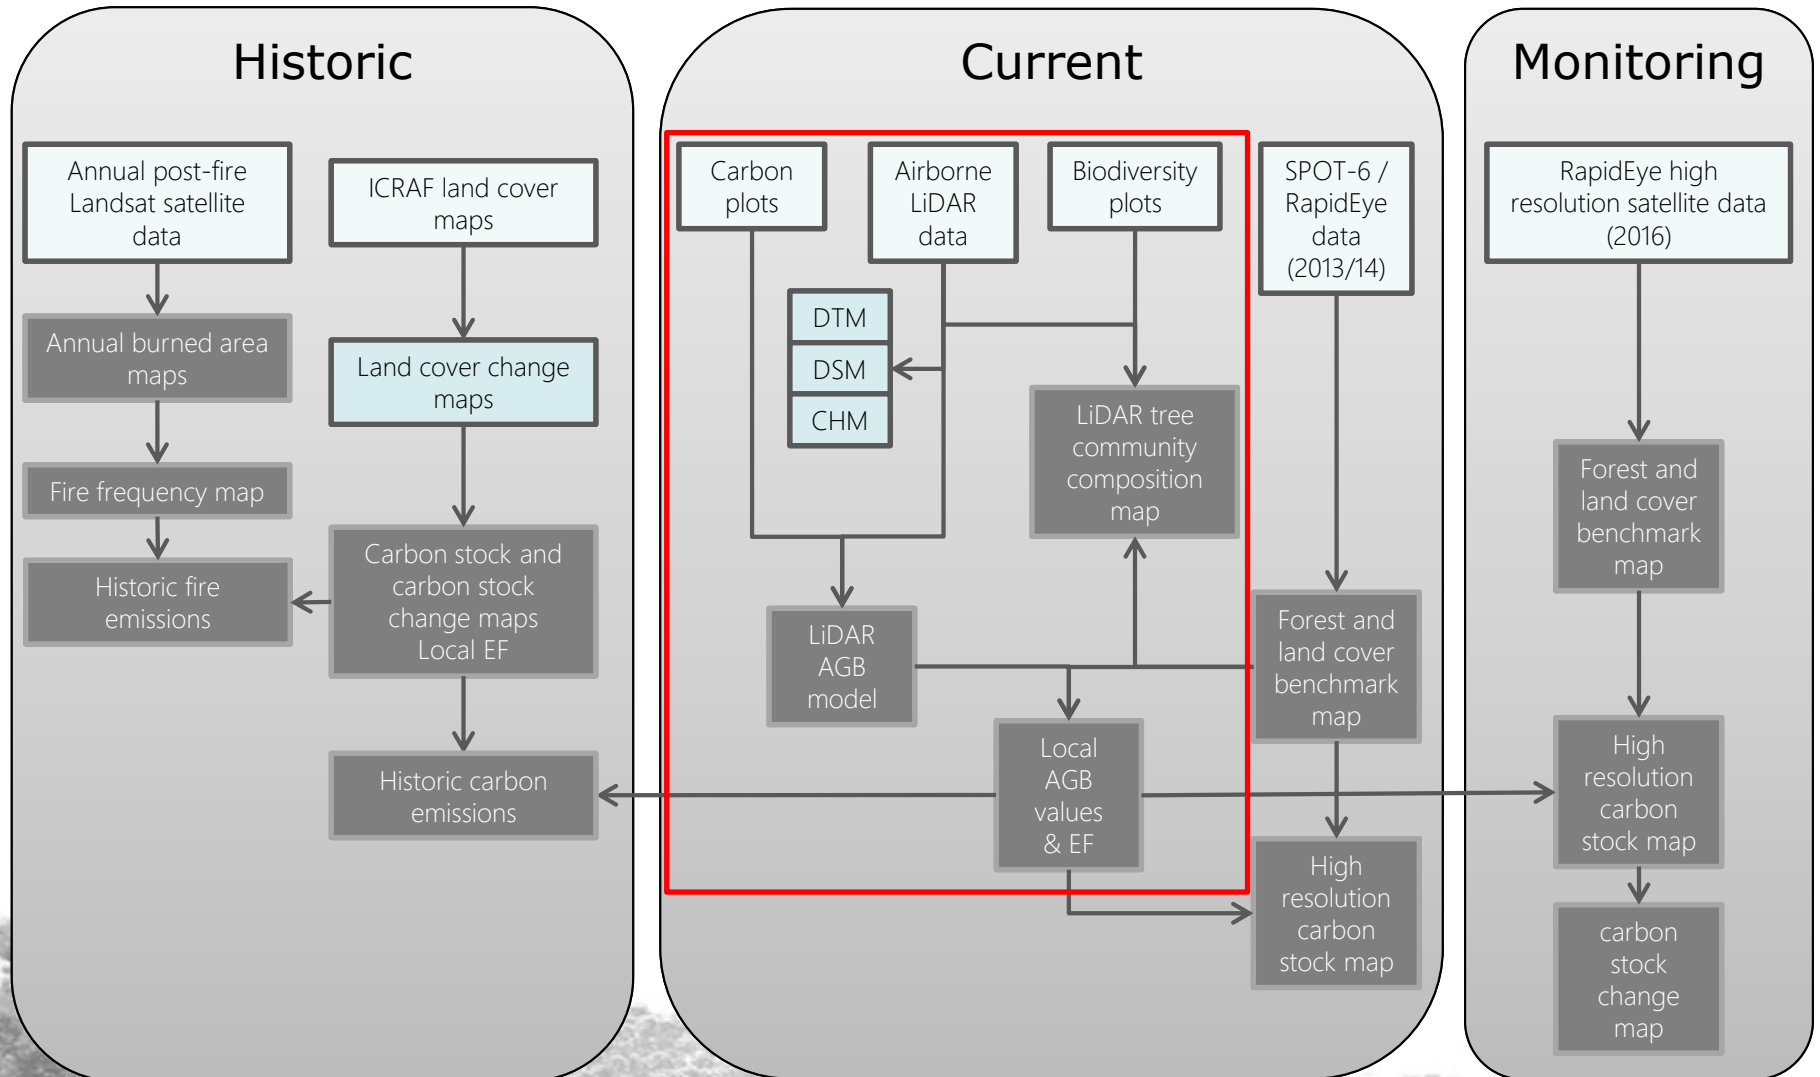 Historic
Annual post-fire
Landsat satellite
data
ICRAF land cover
maps
Annual burned area
maps
Land cover change
maps
Fire frequency map
Carbon stock and
carbon stock
change maps
Local EF
Historic fire
emissions
Historic carbon
emissions
Current
Carbon
plots
Airborne
LiDAR
data
Biodiversity
plots
SPOT-6 /
RapidEye
data
(2013/14)
DTM
DSM
CHM
LiDAR tree
community
composition
map
LiDAR
AGB
model
Forest and
land cover
benchmark
map
Local
AGB
values
& EF
High
resolution
carbon
stock map
Monitoring
RapidEye high
resolution satellite data
(2016)
Forest and
land cover
benchmark
map
High
resolution
carbon
stock map
carbon
stock
change
map